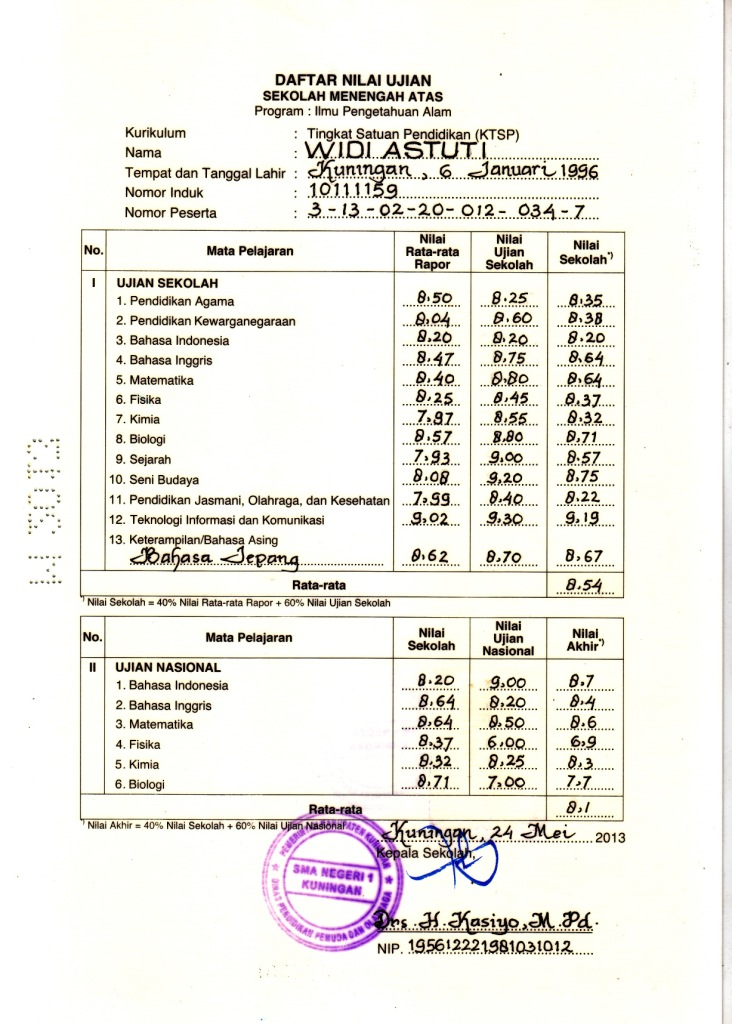 DAFTAR NILAI UJIAN
SEKOLAH MENENGAH ATAS
Program : Ilmu Pengetahuan Alam
Kurikulum : Tingkat Satuan Pendidikan (KTSP)
Nama : WIDI ASTUTI
Tempat dan Tanggal Lahir : Kuningan, 6 Januari 1996
Nomor Induk : 10111159
Nomor Peserta : 3-13-02-20-012-034-7
No. Mata Pelajaran Nilai Rata-rata Rapor Nilai Ujian Sekolah Nilai Sekolah*)
I UJIAN SEKOLAH
1. Pendidikan Agama 8.50 8.25 8.35
2. Pendidikan Kewarganegaraan 8.04 8.60 8.38
3. Bahasa Indonesia 8.20 8.20 8.20
4. Bahasa Inggris 8.47 8.75 8.64
5. Matematika 8.40 8.80 8.64
6. Fisika 8.25 8.45 8.37
7. Kimia 7.97 8.55 8.32
8. Biologi 8.57 8.80 8.71
9. Sejarah 7.93 9.00 8.57
10. Seni Budaya 8.08 9.20 8.75
11. Pendidikan Jasmani, Olahraga, dan Kesehatan 7.99 8.40 8.22
12. Teknologi Informasi dan Komunikasi 9.02 9.30 9.19
13. Keterampilan/Bahasa Asing
Bahasa Jepang 8.62 8.70 8.67
Rata-rata 8.54
*) Nilai Sekolah = 40% Nilai Rata-rata Rapor + 60% Nilai Ujian Sekolah
No. Mata Pelajaran Nilai Sekolah Nilai Ujian Nasional Nilai Akhir*)
II UJIAN NASIONAL
1. Bahasa Indonesia 8.20 9.00 8.7
2. Bahasa Inggris 8.64 8.20 8.4
3. Matematika 8.64 8.50 8.6
4. Fisika 8.37 6.00 6.9
5. Kimia 8.32 8.25 8.3
6. Biologi 8.71 7.00 7.7
Rata-rata 8.1
*) Nilai Akhir = 40% Nilai Sekolah + 60% Nilai Ujian Nasional
Kuningan, 24 Mei 2013
Kepala Sekolah,
PEMERINTAH KABUPATEN KUNINGAN
SMA NEGERI 1
KUNINGAN
DINAS PENDIDIKAN PEMUDA DAN OLAHRAGA
Drs. H. Kasiyo, M.Pd.
NIP. 195612221981031012